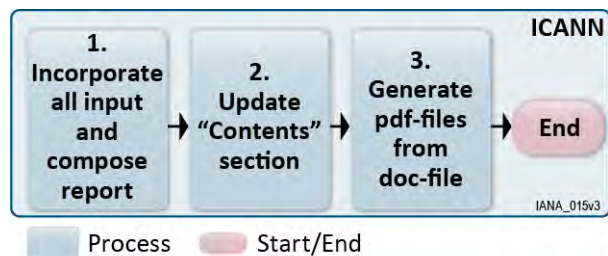 ICANN
1.
Incorporate
all input
and
compose
report
2.
Update
“Contents”
section
3.
Generate
pdf-files
from
doc-file
End
IANA_015v3
Process
Start/End